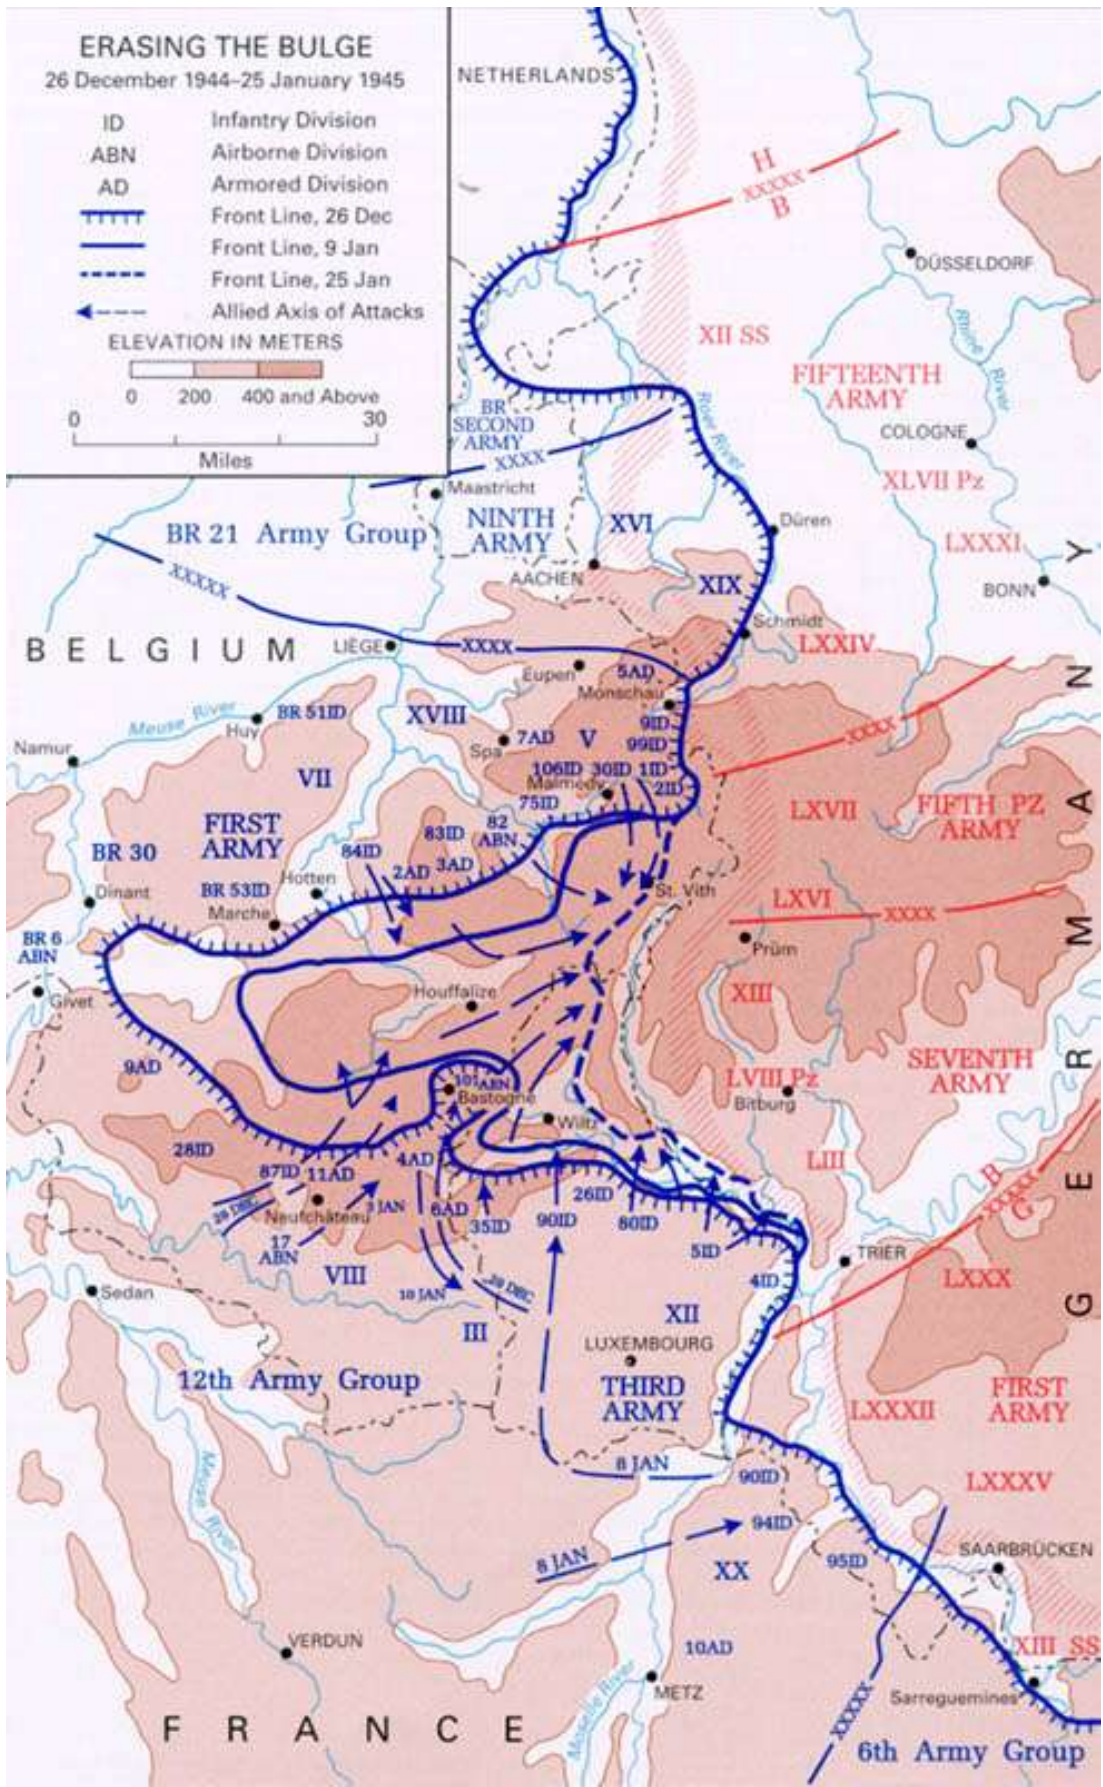 ERASING THE BULGE
26 December 1944–25 January 1945
ID Infantry Division
ABN Airborne Division
AD Armored Division
Front Line, 26 Dec
Front Line, 9 Jan
Front Line, 25 Jan
Allied Axis of Attacks
ELEVATION IN METERS
0 200 400 and Above
0 30
Miles
NETHERLANDS
H
XXXXX
B
DÜSSELDORF
Rhine River
XII SS
FIFTEENTH
ARMY
COLOGNE
XLVII Pz
LXXXI
BONN
BR
SECOND
ARMY
XXXX
Roer River
Maastricht
BR 21 Army Group
NINTH
ARMY
XVI
Düren
AACHEN
XIX
XXXXX
Schmidt
BELGIUM
LIÈGE
XXXX
LXXIV
Eupen
5AD
Monschau
Meuse River
BR 51ID
Huy
XVIII
Spa
7AD
V
9ID
99ID
XXXX
Namur
VII
106ID
30ID
1ID
Malmedy
2ID
75ID
LXVII
FIFTH PZ
ARMY
FIRST
ARMY
83ID
82
ABN
BR 30
84ID
2AD
3AD
Hotten
BR 53ID
Dinant
Marche
St. Vith
LXVI
XXXX
BR 6
ABN
Prüm
Givet
Houffalize
XIII
SEVENTH
ARMY
9AD
101 ABN
Bastogne
LVIII Pz
Bitburg
Wiltz
28ID
LIII
87ID
11AD
4AD
B
XXXXX
G
26ID
Neufchâteau
3 JAN
6AD
35ID
90ID
80ID
17
ABN
5ID
TRIER
VIII
4ID
LXXX
Sedan
10 JAN
III
XII
LUXEMBOURG
12th Army Group
THIRD
ARMY
LXXXII
FIRST
ARMY
8 JAN
90ID
LXXXV
Meuse River
94ID
8 JAN
XX
95ID
SAARBRÜCKEN
VERDUN
10AD
XIII SS
METZ
Moselle River
Sarreguemines
XXXXX
FRANCE
6th Army Group
GERMANY